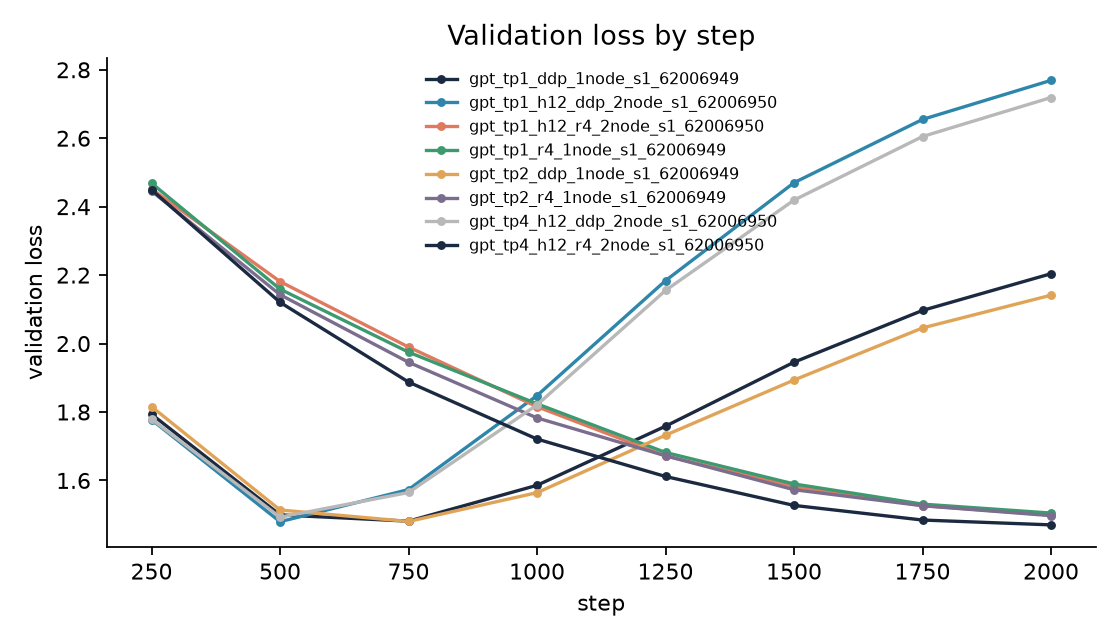 Validation loss by step
gpt_tp1_ddp_1node_s1_62006949
gpt_tp1_h12_ddp_2node_s1_62006950
gpt_tp1_h12_r4_2node_s1_62006950
gpt_tp1_r4_1node_s1_62006949
gpt_tp2_ddp_1node_s1_62006949
gpt_tp2_r4_1node_s1_62006949
gpt_tp4_h12_ddp_2node_s1_62006950
gpt_tp4_h12_r4_2node_s1_62006950
validation loss
2.8
2.6
2.4
2.2
2.0
1.8
1.6
250 500 750 1000 1250 1500 1750 2000
step